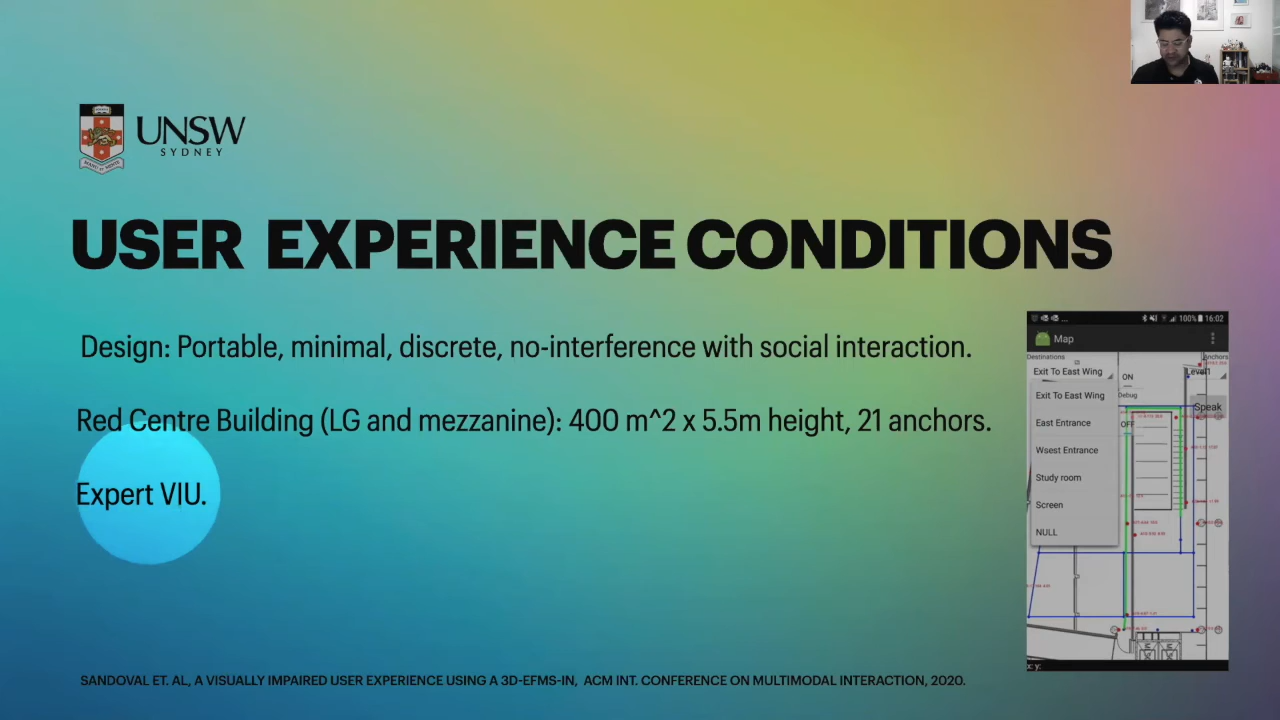 UNSW
SYDNEY
USER EXPERIENCE CONDITIONS
Design: Portable, minimal, discrete, no-interference with social interaction.
Red Centre Building (LG and mezzanine): 400 m^2 x 5.5m height, 21 anchors.
Expert VIU.
100% 16:02
Map
Destinations
Anchors
Exit To East Wing
ON
Level1
Debug
Exit To East Wing
Speak
East Entrance
OFF
Wsest Entrance
Study room
Screen
NULL
x: y:
SANDOVAL ET. AL, A VISUALLY IMPAIRED USER EXPERIENCE USING A 3D-EFMS-IN, ACM INT. CONFERENCE ON MULTIMODAL INTERACTION, 2020.